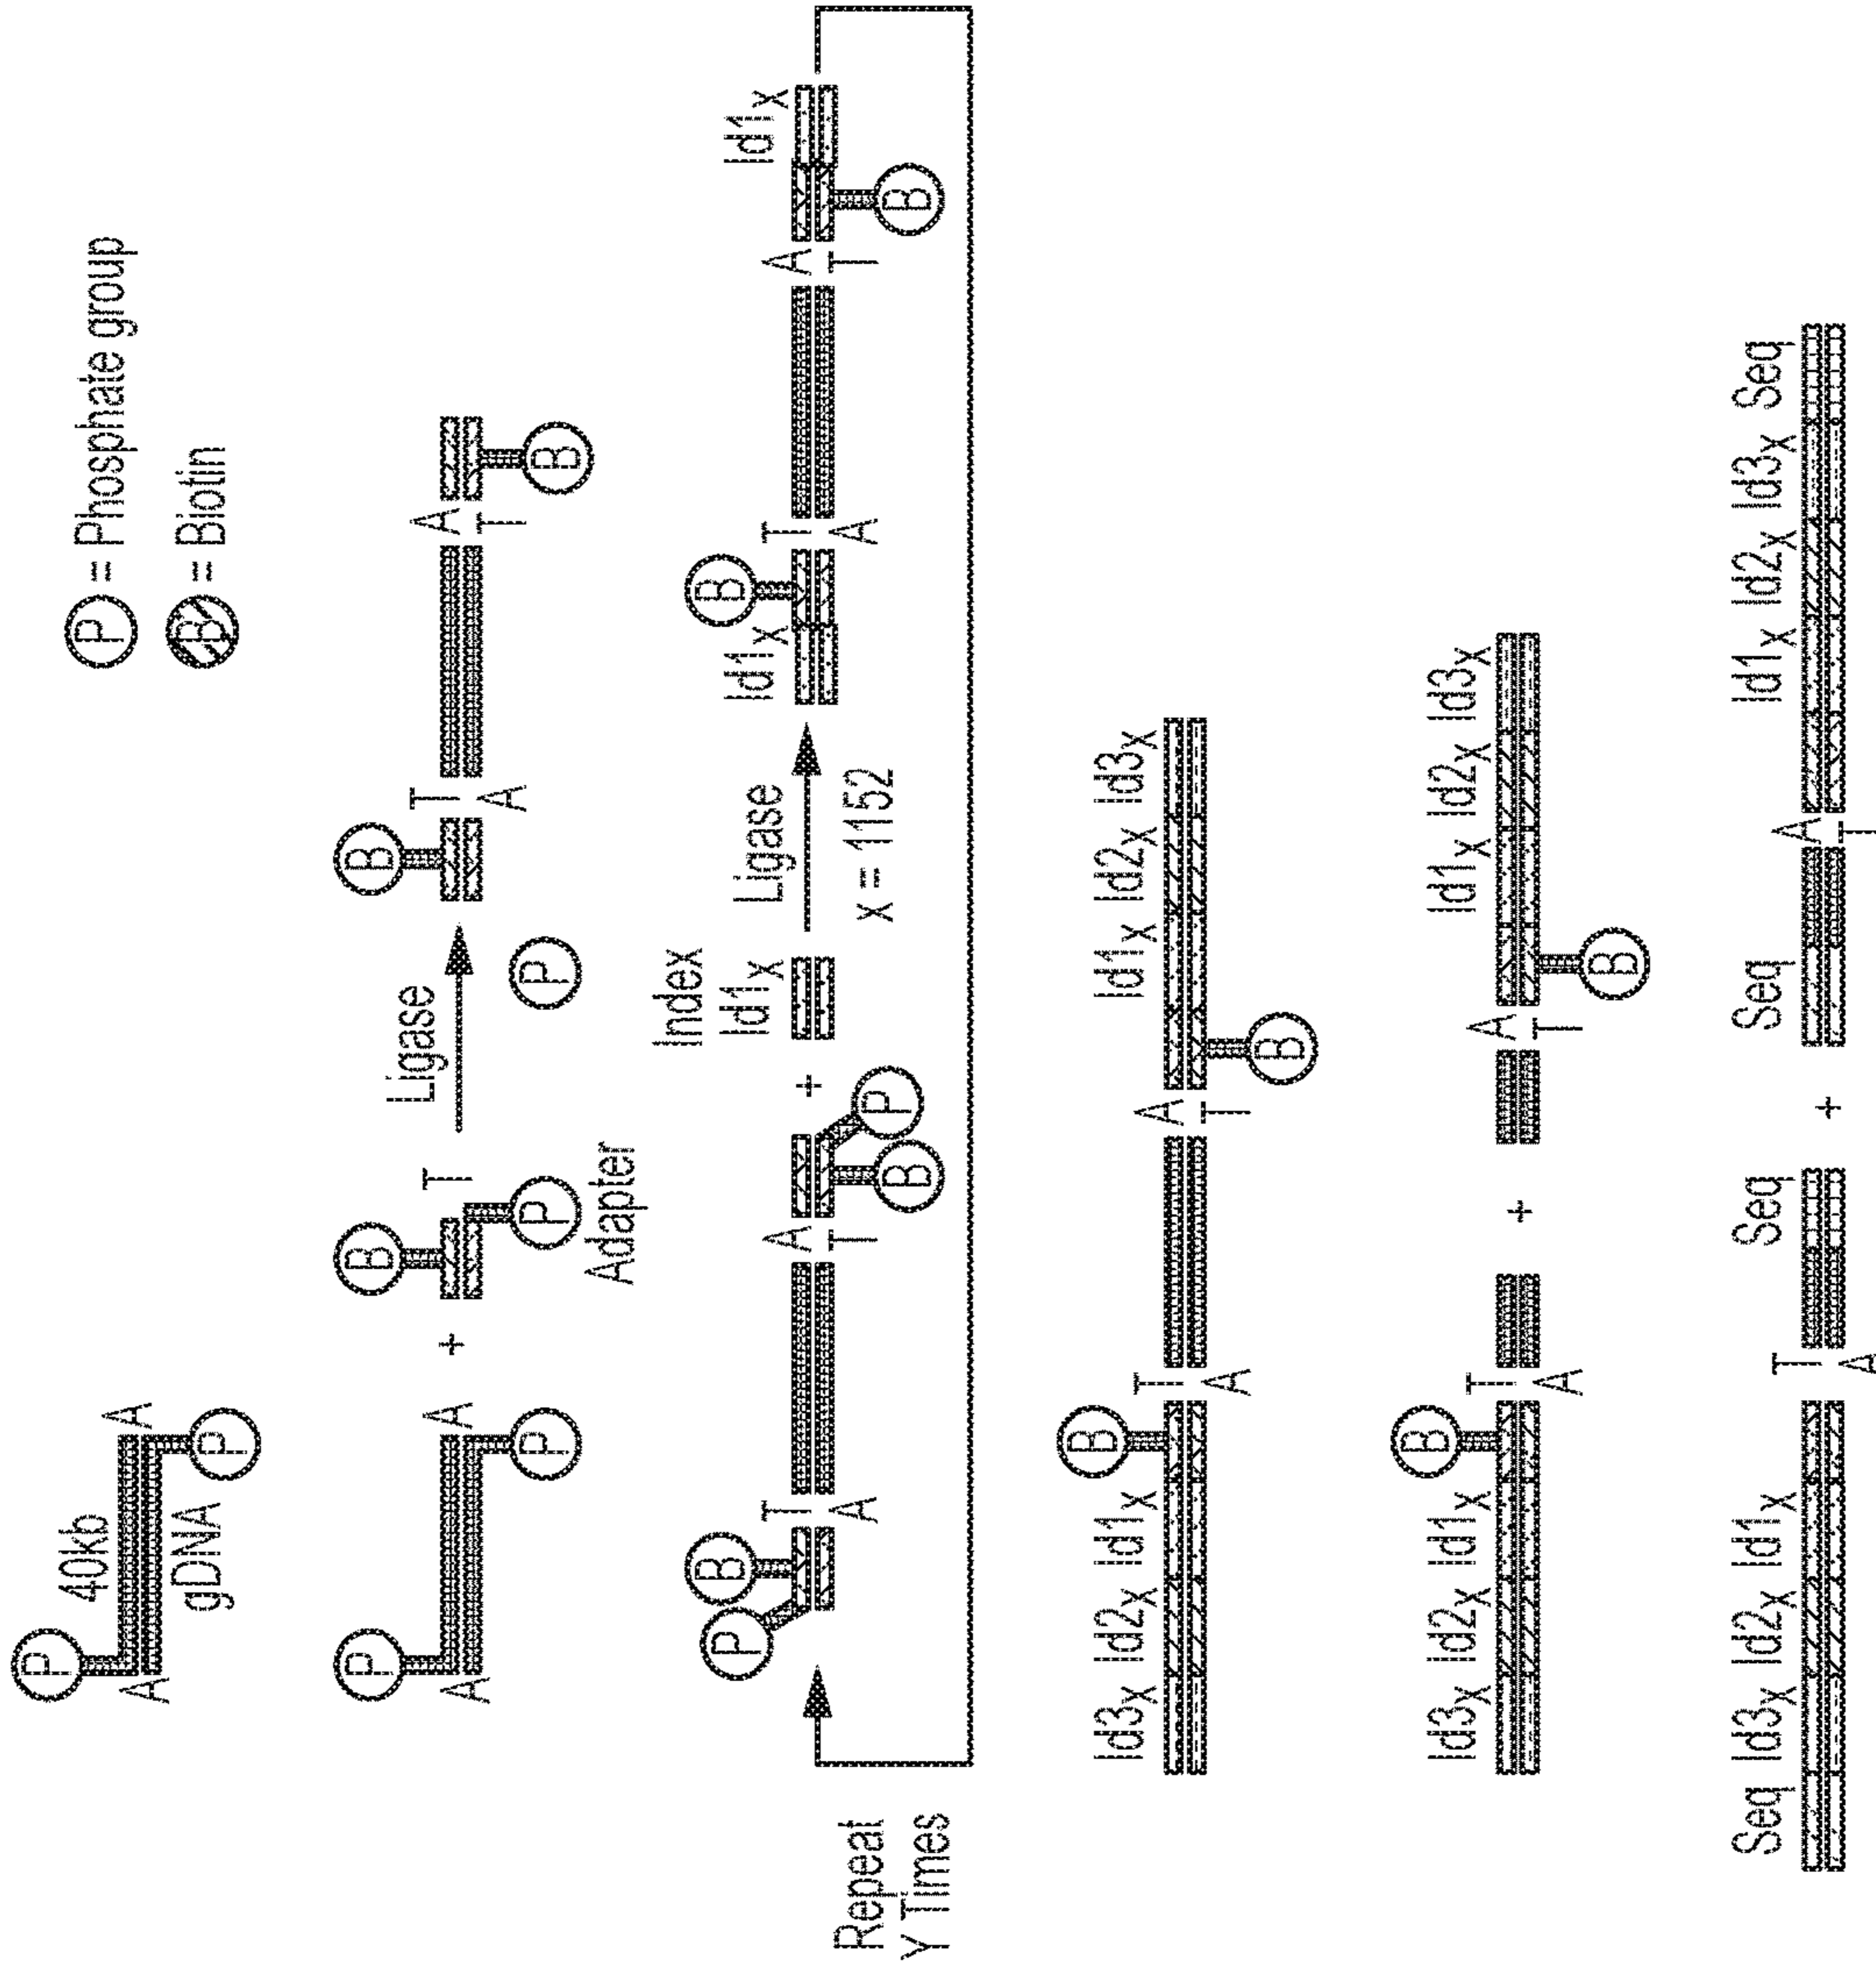 P = Phosphate group
B = Biotin
P
40kb
A A
gDNA
P
P B B
A A + T Ligase T A
A T
P P P B
Adapter
Index
P B B
Id1x Ligase Id1x Id1x
T A + T A
A T x = 1152 A T
B P B
Repeat
Y Times
B
Id3x Id2x Id1x T A Id1x Id2x Id3x
A T
B
B
Id3x Id2x Id1x T + A Id1x Id2x Id3x
A T
B
Seq Id3x Id2x Id1x Seq Seq Id1x Id2x Id3x Seq
T + A
A T